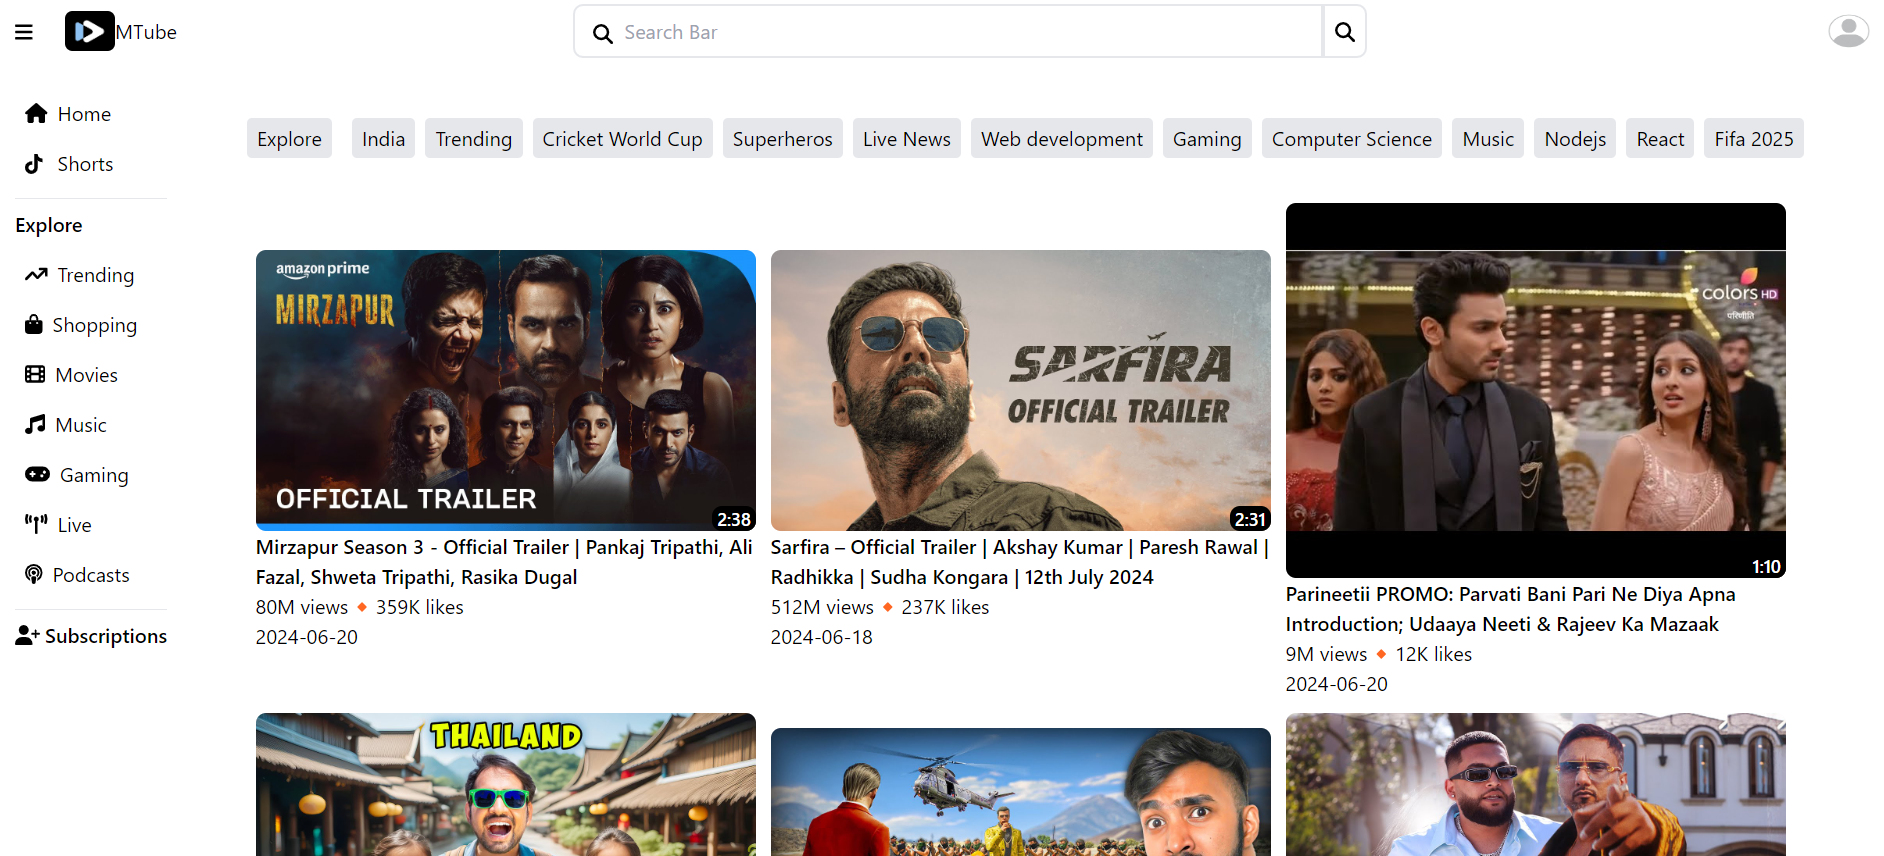 MTube
Search Bar
Home
Shorts
Explore
Trending
Shopping
Movies
Music
Gaming
Live
Podcasts
Subscriptions
Explore India Trending Cricket World Cup Superheros Live News Web development Gaming Computer Science Music Nodejs React Fifa 2025
amazon prime
MIRZAPUR
OFFICIAL TRAILER
2:38
Mirzapur Season 3 - Official Trailer | Pankaj Tripathi, Ali
Fazal, Shweta Tripathi, Rasika Dugal
80M views 🔸 359K likes
2024-06-20
SARFIRA
OFFICIAL TRAILER
2:31
Sarfira – Official Trailer | Akshay Kumar | Paresh Rawal |
Radhikka | Sudha Kongara | 12th July 2024
512M views 🔸 237K likes
2024-06-18
colors HD
परिणीति
1:10
Parineetii PROMO: Parvati Bani Pari Ne Diya Apna
Introduction; Udaaya Neeti & Rajeev Ka Mazaak
9M views 🔸 12K likes
2024-06-20
THAILAND